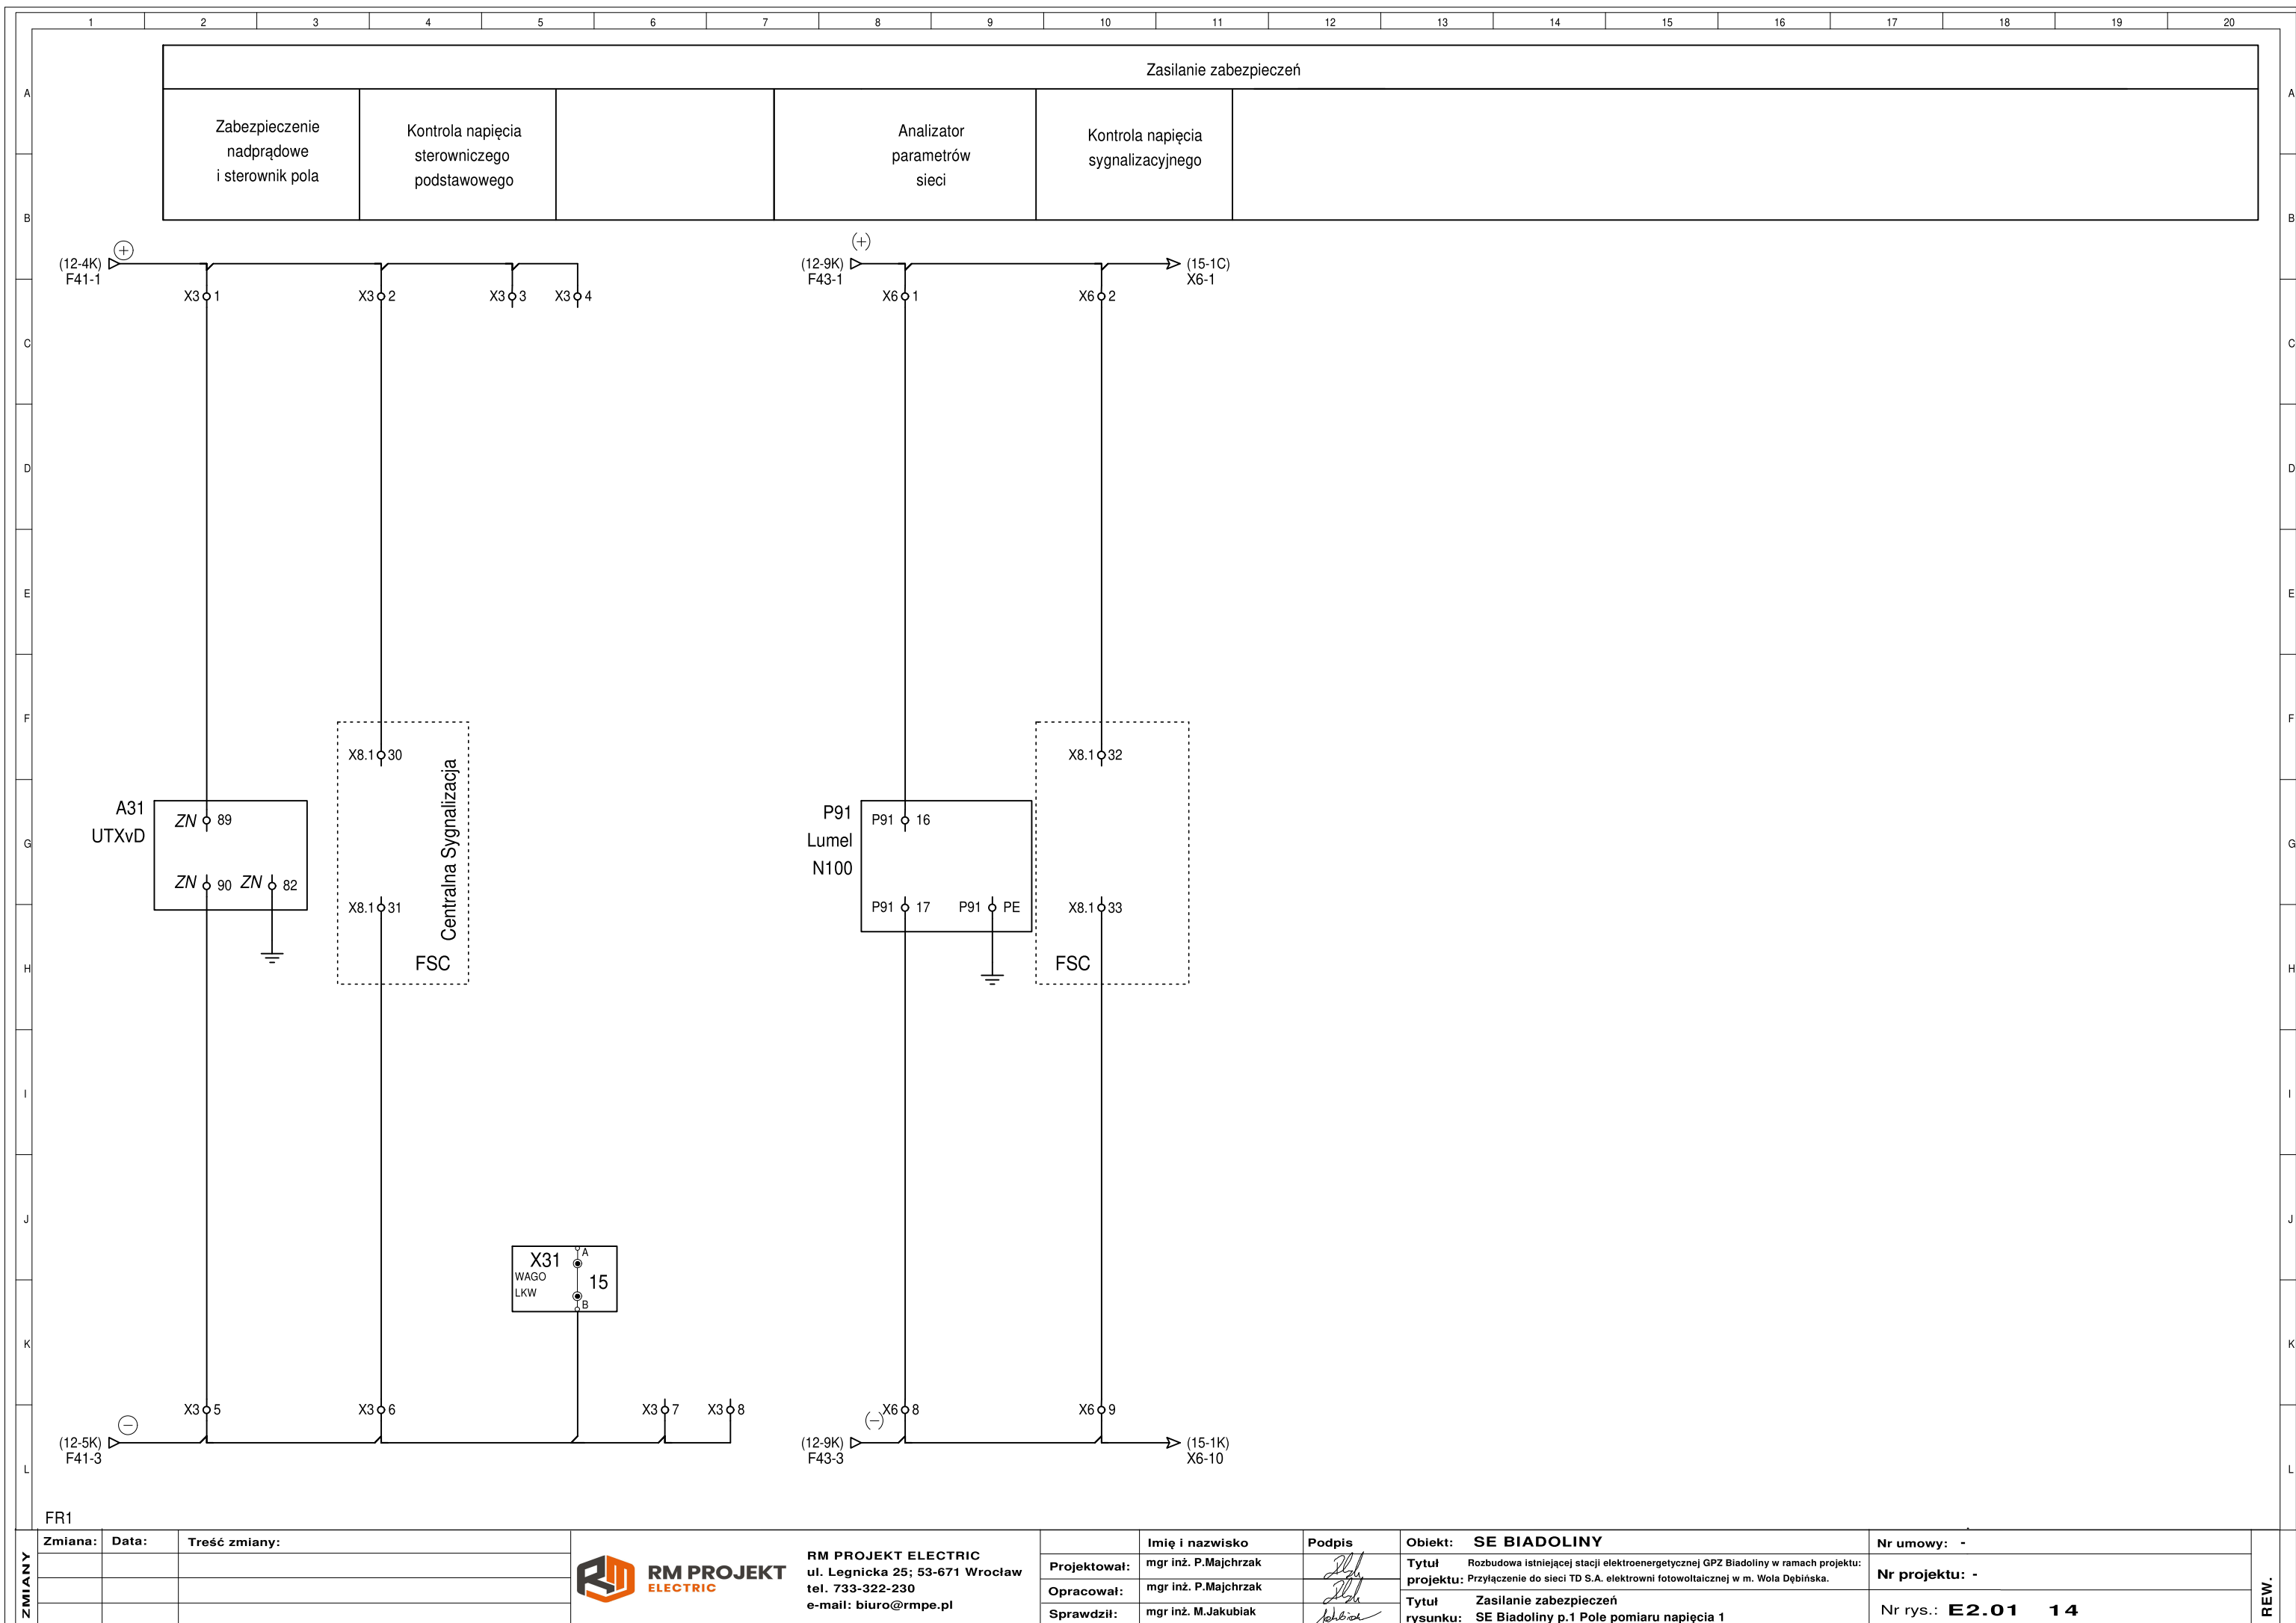 1 2 3 4 5 6 7 8 9 10 11 12 13 14 15 16 17 18 19 20
Zasilanie zabezpieczeń
A A
Zabezpieczenie
nadprądowe
i sterownik pola
Kontrola napięcia
sterowniczego
podstawowego
Analizator
parametrów
sieci
Kontrola napięcia
sygnalizacyjnego
B B
(12-4K)
F41-1
(+)
(12-9K)
F43-1
(15-1C)
X6-1
X3 1
X3 2
X3 3
X3 4
X6 1
X6 2
C C
D D
E E
F F
X8.1 30
X8.1 32
A31
UTXvD
ZN 89
ZN 90
ZN 82
X8.1 31
Centralna Sygnalizacja
FSC
P91
Lumel
N100
P91 16
P91 17
P91 PE
X8.1 33
FSC
G G
H H
I I
J J
X31
WAGO
LKW
A
15
B
K K
X3 5
X3 6
X3 7
X3 8
X6 8
X6 9
(12-5K)
F41-3
(-)
(12-9K)
F43-3
(15-1K)
X6-10
L L
FR1
ZMIANY
Zmiana: Data: Treść zmiany:
RM PROJEKT
ELECTRIC
RM PROJEKT ELECTRIC
ul. Legnicka 25; 53-671 Wrocław
tel. 733-322-230
e-mail: biuro@rmpe.pl
Imię i nazwisko Podpis
Projektował: mgr inż. P.Majchrzak
Opracował: mgr inż. P.Majchrzak
Sprawdził: mgr inż. M.Jakubiak
Obiekt: SE BIADOLINY
Tytuł projektu: Rozbudowa istniejącej stacji elektroenergetycznej GPZ Biadoliny w ramach projektu:
Przyłączenie do sieci TD S.A. elektrowni fotowoltaicznej w m. Wola Dębińska.
Tytuł rysunku: Zasilanie zabezpieczeń
SE Biadoliny p.1 Pole pomiaru napięcia 1
Nr umowy: -
Nr projektu: -
Nr rys.: E2.01 14
REW.